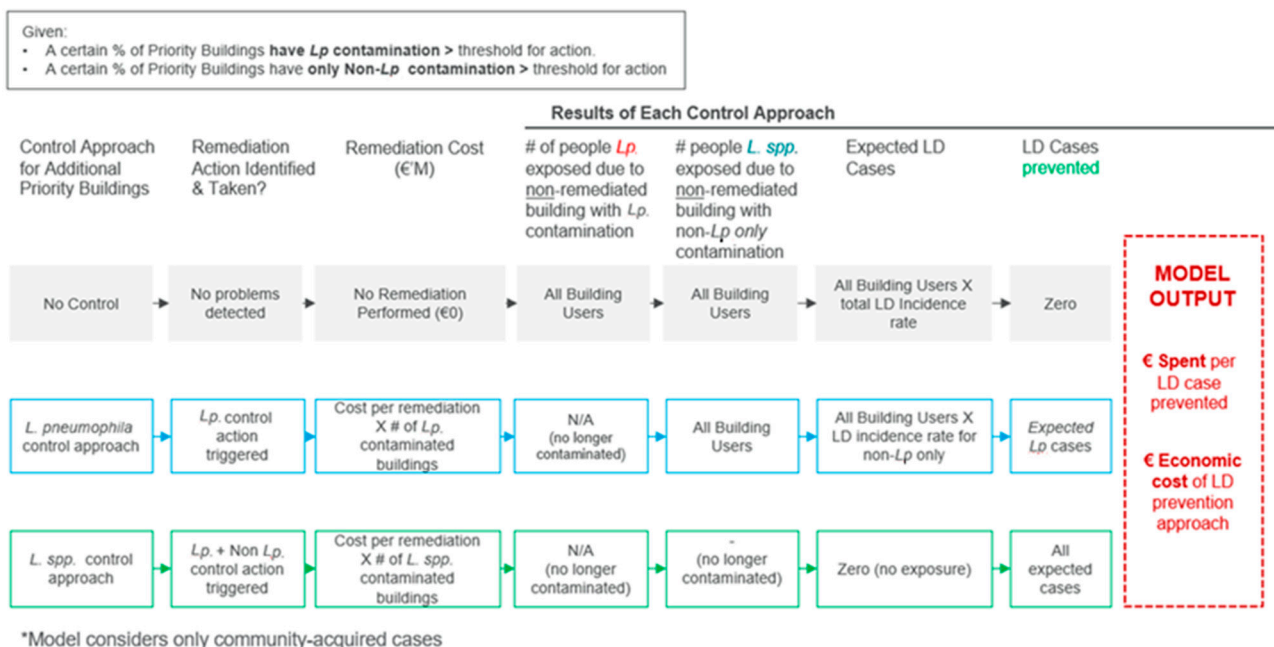 Given:
• A certain % of Priority Buildings have Lp contamination > threshold for action.
• A certain % of Priority Buildings have only Non-Lp contamination > threshold for action
Results of Each Control Approach
Control Approach
for Additional
Priority Buildings
Remediation
Action Identified
& Taken?
Remediation Cost
(€'M)
# of people Lp.
exposed due to
non-remediated
building with Lp.
contamination
# people L. spp.
exposed due to
non-remediated
building with
non-Lp only
contamination
Expected LD
Cases
LD Cases
prevented
No Control
No problems
detected
No Remediation
Performed (€0)
All Building
Users
All Building
Users
All Building Users X
total LD Incidence
rate
Zero
L. pneumophila
control approach
Lp. control
action
triggered
Cost per remediation
X # of Lp.
contaminated
buildings
N/A
(no longer
contaminated)
All Building
Users
All Building Users X
LD incidence rate for
non-Lp only
Expected
Lp cases
L. spp. control
approach
Lp. + Non Lp.
control action
triggered
Cost per remediation
X # of L. spp.
contaminated
buildings
N/A
(no longer
contaminated)
-
(no longer
contaminated)
Zero (no exposure)
All
expected
cases
MODEL
OUTPUT
€ Spent per
LD case
prevented
€ Economic
cost of LD
prevention
approach
*Model considers only community-acquired cases